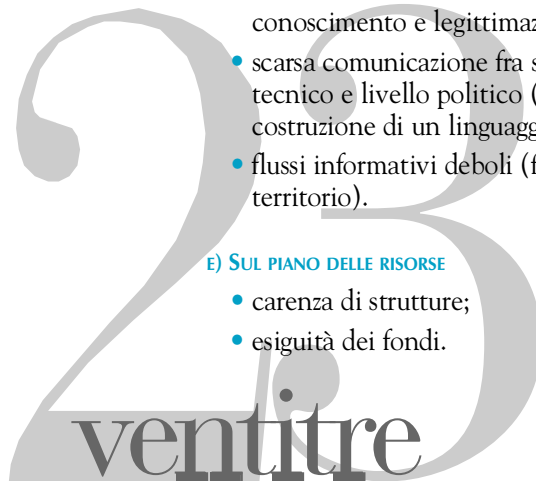 conoscimento e legittimaz
• scarsa comunicazione fra s
tecnico e livello politico (
costruzione di un linguagg
• flussi informativi deboli (f
territorio).
E) SUL PIANO DELLE RISORSE
• carenza di strutture;
• esiguità dei fondi.
23
ventitre